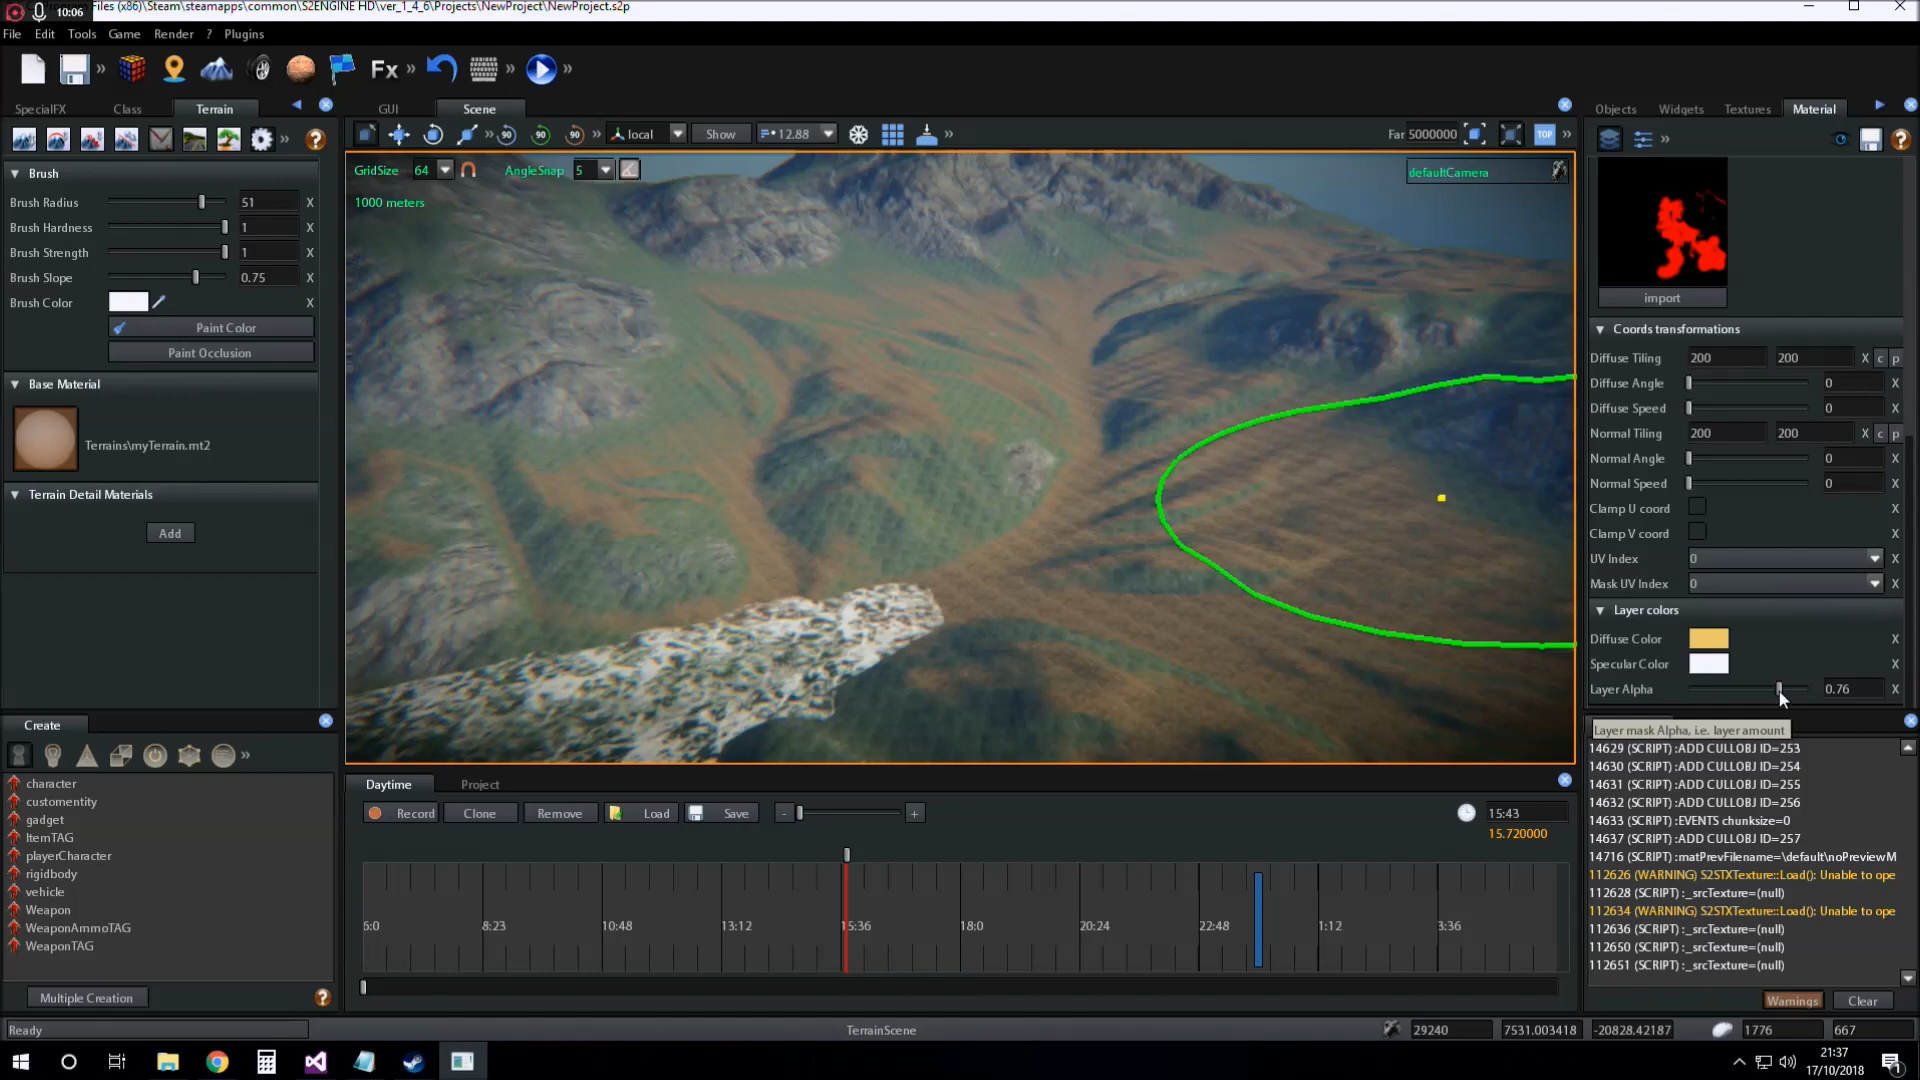 10:06
Program Files (x86)\Steam\steamapps\common\S2ENGINE HD\ver_1_4_6\Projects\NewProject\NewProject.s2p
File Edit Tools Game Render ? Plugins
Fx
SpecialFX Class Terrain
GUI Scene
Objects Widgets Textures Material
90 90 90 local Show 12.88 Far 5000000 TOP
Brush
Brush Radius 51 X
Brush Hardness 1 X
Brush Strength 1 X
Brush Slope 0.75 X
Brush Color X
Paint Color
Paint Occlusion
Base Material
Terrains\myTerrain.mt2
Terrain Detail Materials
Add
GridSize 64 AngleSnap 5
1000 meters
defaultCamera
import
Coords transformations
Diffuse Tiling 200 200 X c p
Diffuse Angle 0 X
Diffuse Speed 0 X
Normal Tiling 200 200 X c p
Normal Angle 0 X
Normal Speed 0 X
Clamp U coord X
Clamp V coord X
UV Index 0 X
Mask UV Index 0 X
Layer colors
Diffuse Color X
Specular Color X
Layer Alpha 0.76 X
Layer mask Alpha, i.e. layer amount
14629 (SCRIPT) :ADD CULLOBJ ID=253
14630 (SCRIPT) :ADD CULLOBJ ID=254
14631 (SCRIPT) :ADD CULLOBJ ID=255
14632 (SCRIPT) :ADD CULLOBJ ID=256
14633 (SCRIPT) :EVENTS chunksize=0
14637 (SCRIPT) :ADD CULLOBJ ID=257
14716 (SCRIPT) :matPrevFilename=\default\noPreviewM
112626 (WARNING) S2STXTexture::Load(): Unable to ope
112628 (SCRIPT) :_srcTexture=(null)
112634 (WARNING) S2STXTexture::Load(): Unable to ope
112636 (SCRIPT) :_srcTexture=(null)
112650 (SCRIPT) :_srcTexture=(null)
112651 (SCRIPT) :_srcTexture=(null)
Warnings Clear
Create
character
customentity
gadget
ItemTAG
playerCharacter
rigidbody
vehicle
Weapon
WeaponAmmoTAG
WeaponTAG
Multiple Creation
Daytime Project
Record Clone Remove Load Save - + 15:43
15.720000
6:0 8:23 10:48 13:12 15:36 18:0 20:24 22:48 1:12 3:36
Ready TerrainScene 29240 7531.003418 -20828.42187 1776 667
21:37
17/10/2018
1